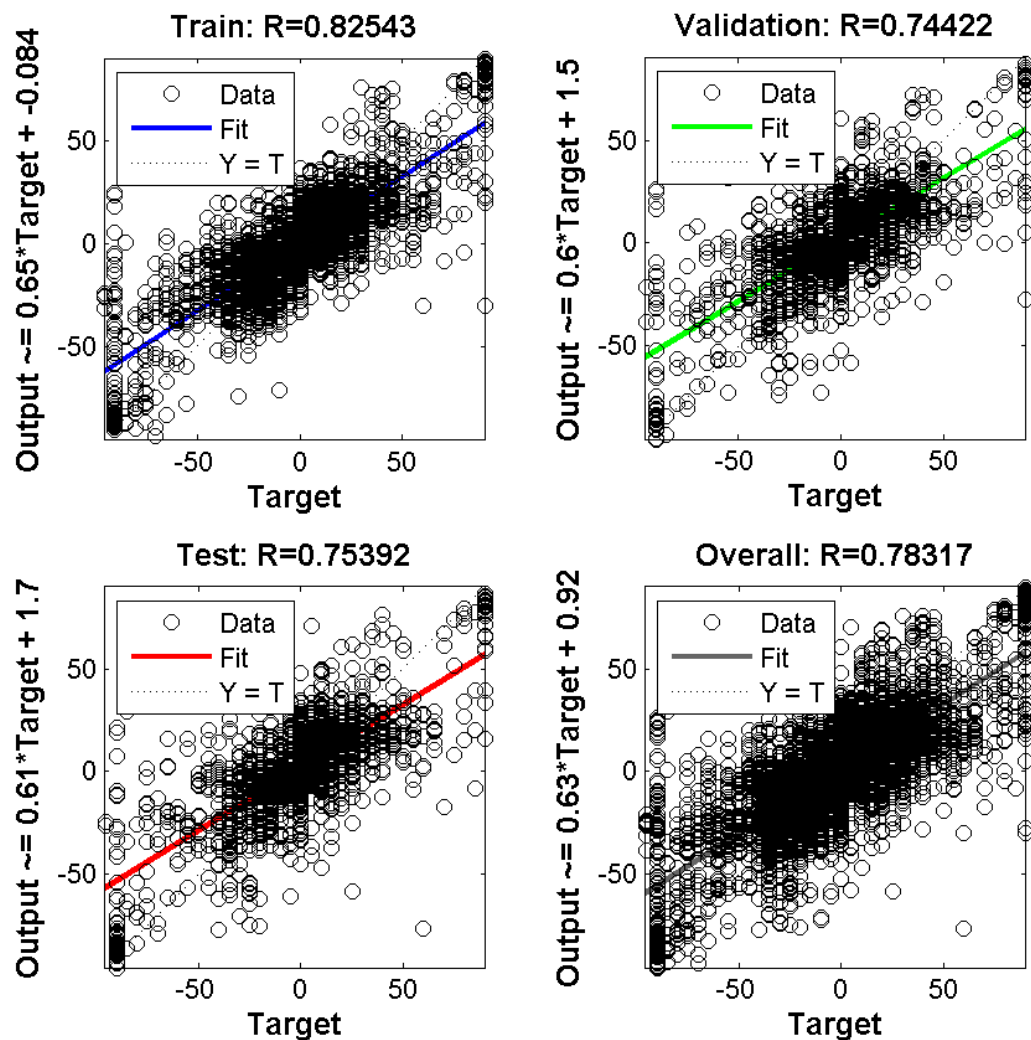 Train: R=0.82543
Output ~= 0.65*Target + -0.084
Data
Fit
Y = T
50
0
-50
-50 0 50
Target
Validation: R=0.74422
Output ~= 0.6*Target + 1.5
Data
Fit
Y = T
50
0
-50
-50 0 50
Target
Test: R=0.75392
Output ~= 0.61*Target + 1.7
Data
Fit
Y = T
50
0
-50
-50 0 50
Target
Overall: R=0.78317
Output ~= 0.63*Target + 0.92
Data
Fit
Y = T
50
0
-50
-50 0 50
Target